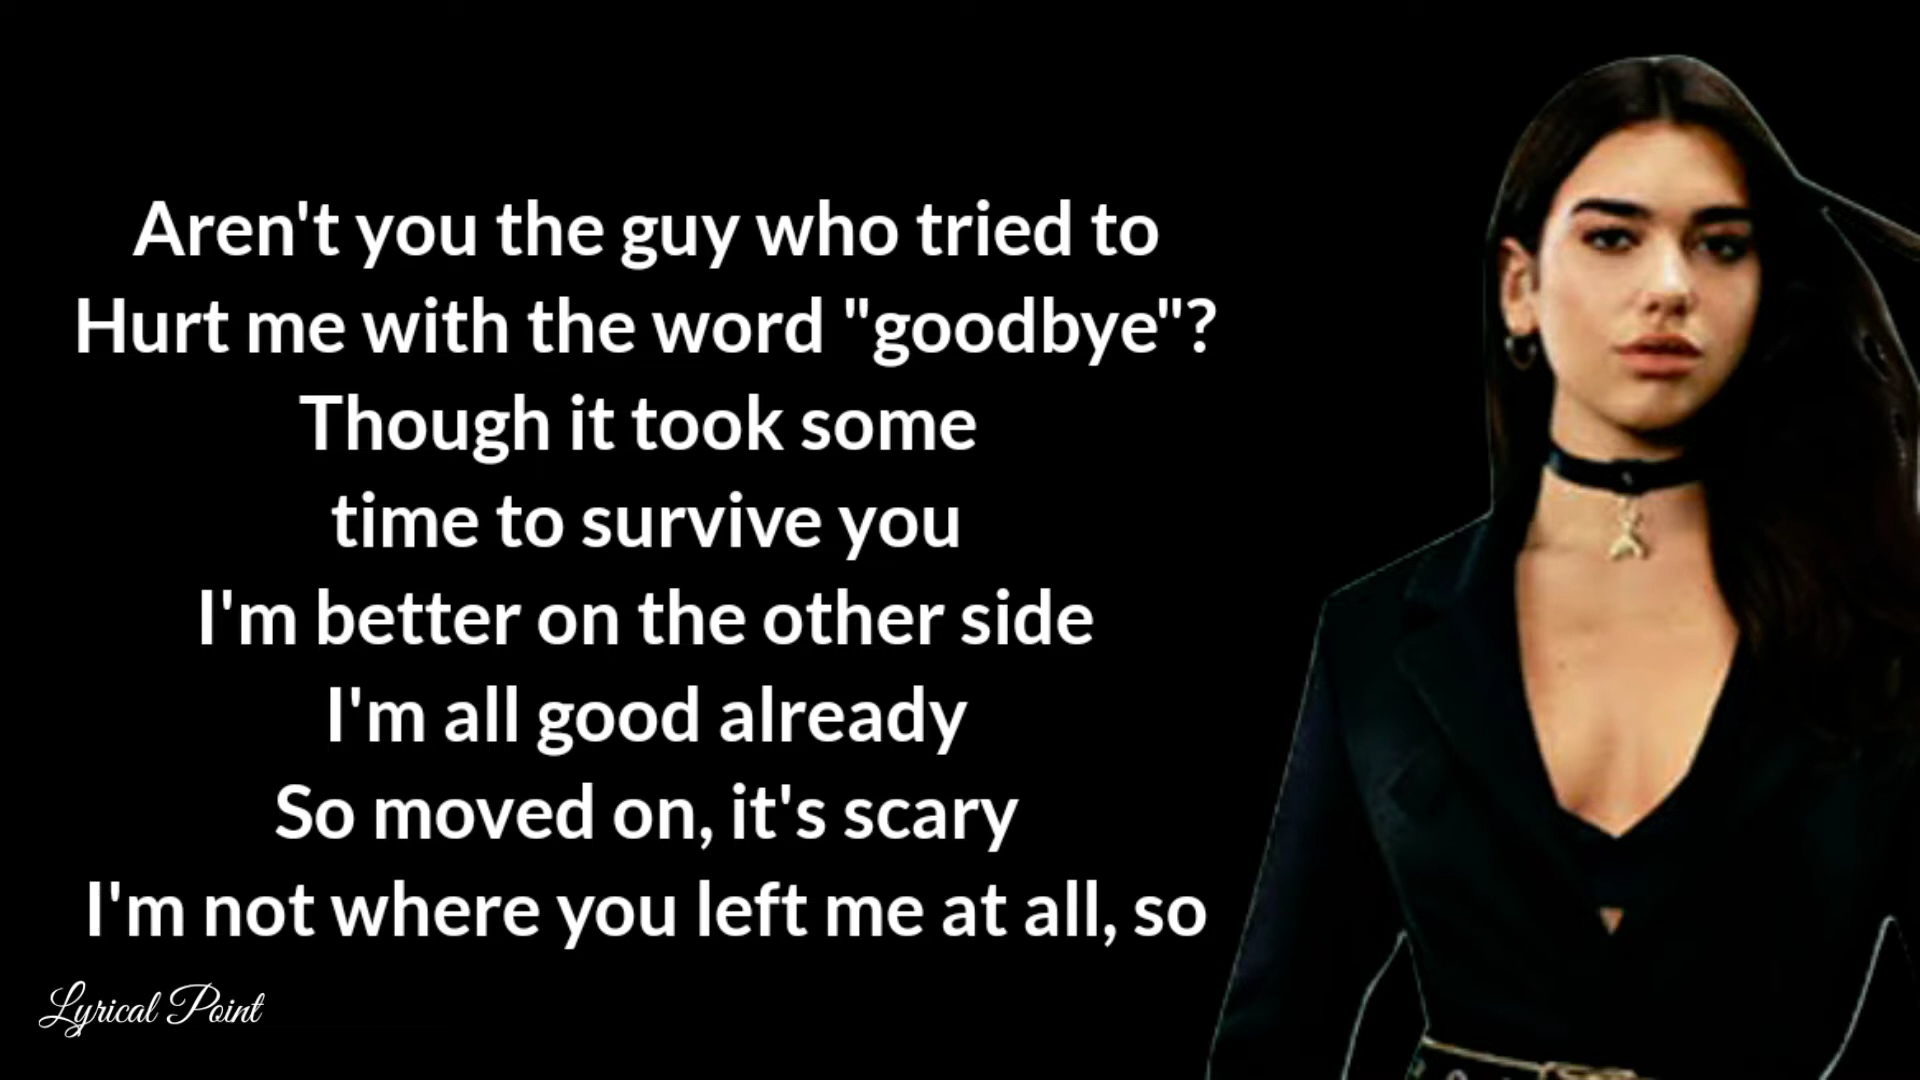 Aren't you the guy who tried to
Hurt me with the word "goodbye"?
Though it took some
time to survive you
I'm better on the other side
I'm all good already
So moved on, it's scary
I'm not where you left me at all, so
Lyrical Point